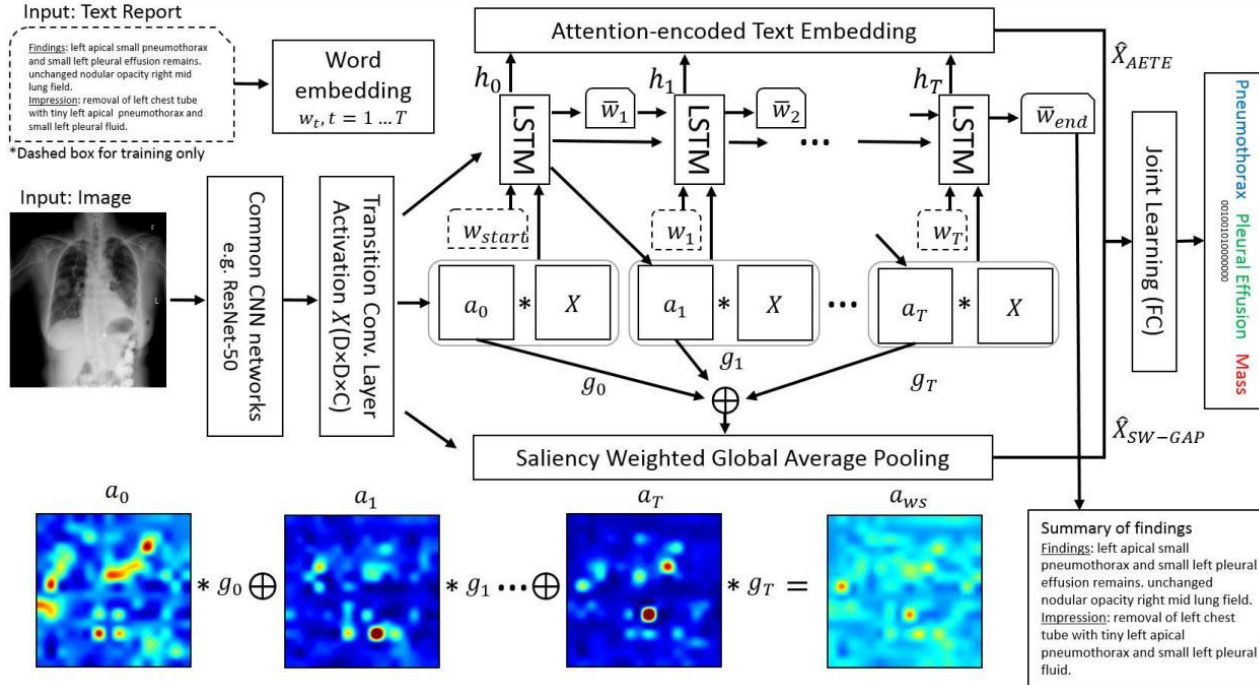 Input: Text Report
Findings: left apical small pneumothorax
and small left pleural effusion remains.
unchanged nodular opacity right mid
lung field.
Impression: removal of left chest tube
with tiny left apical pneumothorax and
small left pleural fluid.
*Dashed box for training only
Word
embedding
w_t, t = 1 ... T
Input: Image
Common CNN networks
e.g. ResNet-50
Transition Conv. Layer
Activation X(D×D×C)
Attention-encoded Text Embedding
h_0
h_1
h_T
LSTM
w̅_1
LSTM
w̅_2
...
LSTM
w̅_end
w_start
w_1
w_T
a_0 * X
a_1 * X
...
a_T * X
g_0
g_1
g_T
⊕
Saliency Weighted Global Average Pooling
X̂_AETE
X̂_SW-GAP
Joint Learning (FC)
Pneumothorax Pleural Effusion Mass
a_0
a_1
a_T
a_ws
* g_0 ⊕ * g_1 ... ⊕ * g_T =
Summary of findings
Findings: left apical small
pneumothorax and small left pleural
effusion remains. unchanged
nodular opacity right mid lung field.
Impression: removal of left chest
tube with tiny left apical
pneumothorax and small left pleural
fluid.